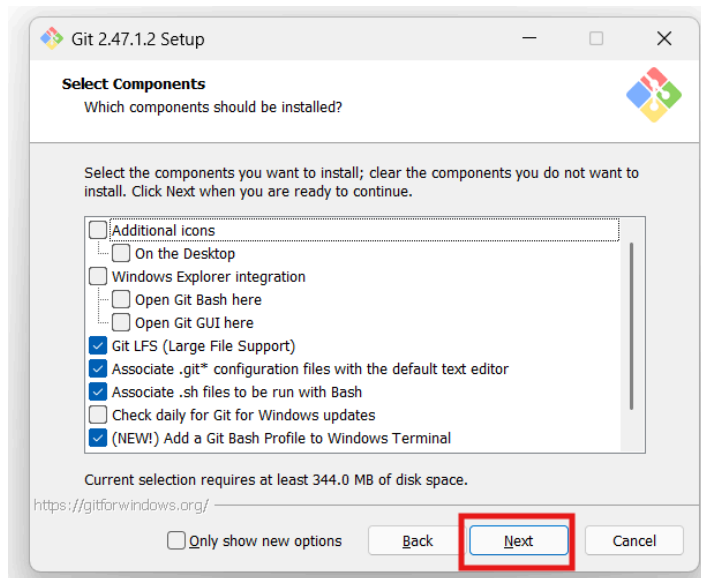 Git 2.47.1.2 Setup
Select Components
Which components should be installed?
Select the components you want to install; clear the components you do not want to
install. Click Next when you are ready to continue.
Additional icons
On the Desktop
Windows Explorer integration
Open Git Bash here
Open Git GUI here
Git LFS (Large File Support)
Associate .git* configuration files with the default text editor
Associate .sh files to be run with Bash
Check daily for Git for Windows updates
(NEW!) Add a Git Bash Profile to Windows Terminal
Current selection requires at least 344.0 MB of disk space.
https://gitforwindows.org/
Only show new options
Back
Next
Cancel